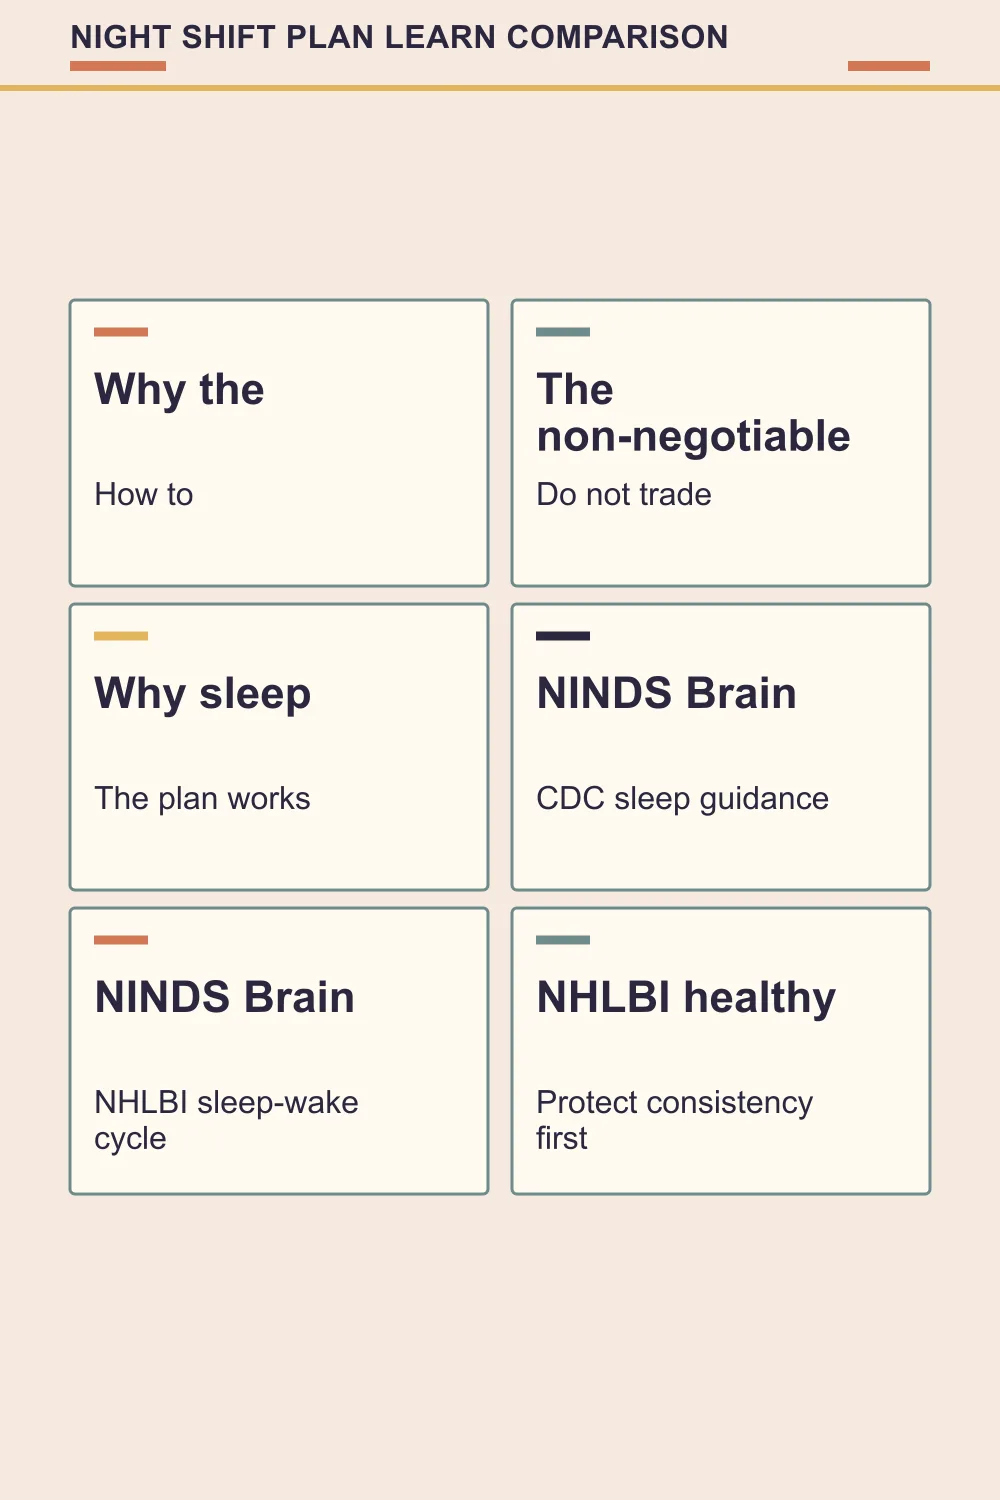 NIGHT SHIFT PLAN LEARN COMPARISON
Why the
How to
The
non-negotiable
Do not trade
Why sleep
The plan works
NINDS Brain
CDC sleep guidance
NINDS Brain
NHLBI sleep-wake
cycle
NHLBI healthy
Protect consistency
first